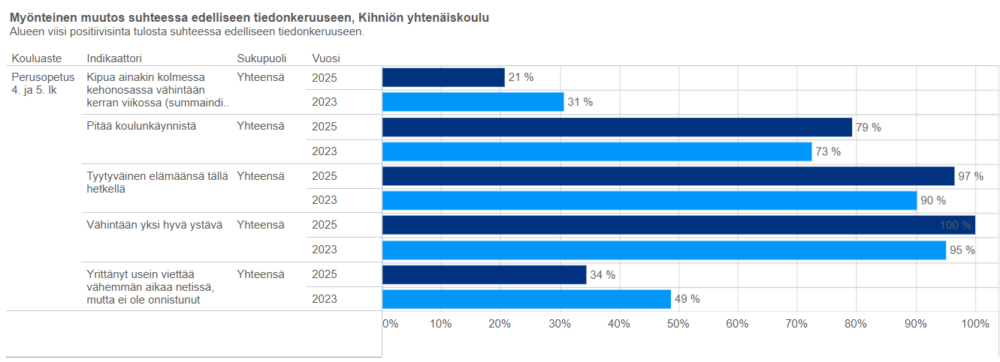 Myönteinen muutos suhteessa edelliseen tiedonkeruuseen, Kihniön yhtenäiskoulu
Alueen viisi positiivisinta tulosta suhteessa edelliseen tiedonkeruuseen.
Kouluaste Indikaattori Sukupuoli Vuosi
Perusopetus 4. ja 5. lk
Kipua ainakin kolmessa
kehonosassa vähintään
kerran viikossa (summaindi..
Yhteensä
2025 21 %
2023 31 %
Pitää koulunkäynnistä
Yhteensä
2025 79 %
2023 73 %
Tyytyväinen elämäänsä tällä
hetkellä
Yhteensä
2025 97 %
2023 90 %
Vähintään yksi hyvä ystävä
Yhteensä
2025 100 %
2023 95 %
Yrittänyt usein viettää
vähemmän aikaa netissä,
mutta ei ole onnistunut
Yhteensä
2025 34 %
2023 49 %
0% 10% 20% 30% 40% 50% 60% 70% 80% 90% 100%